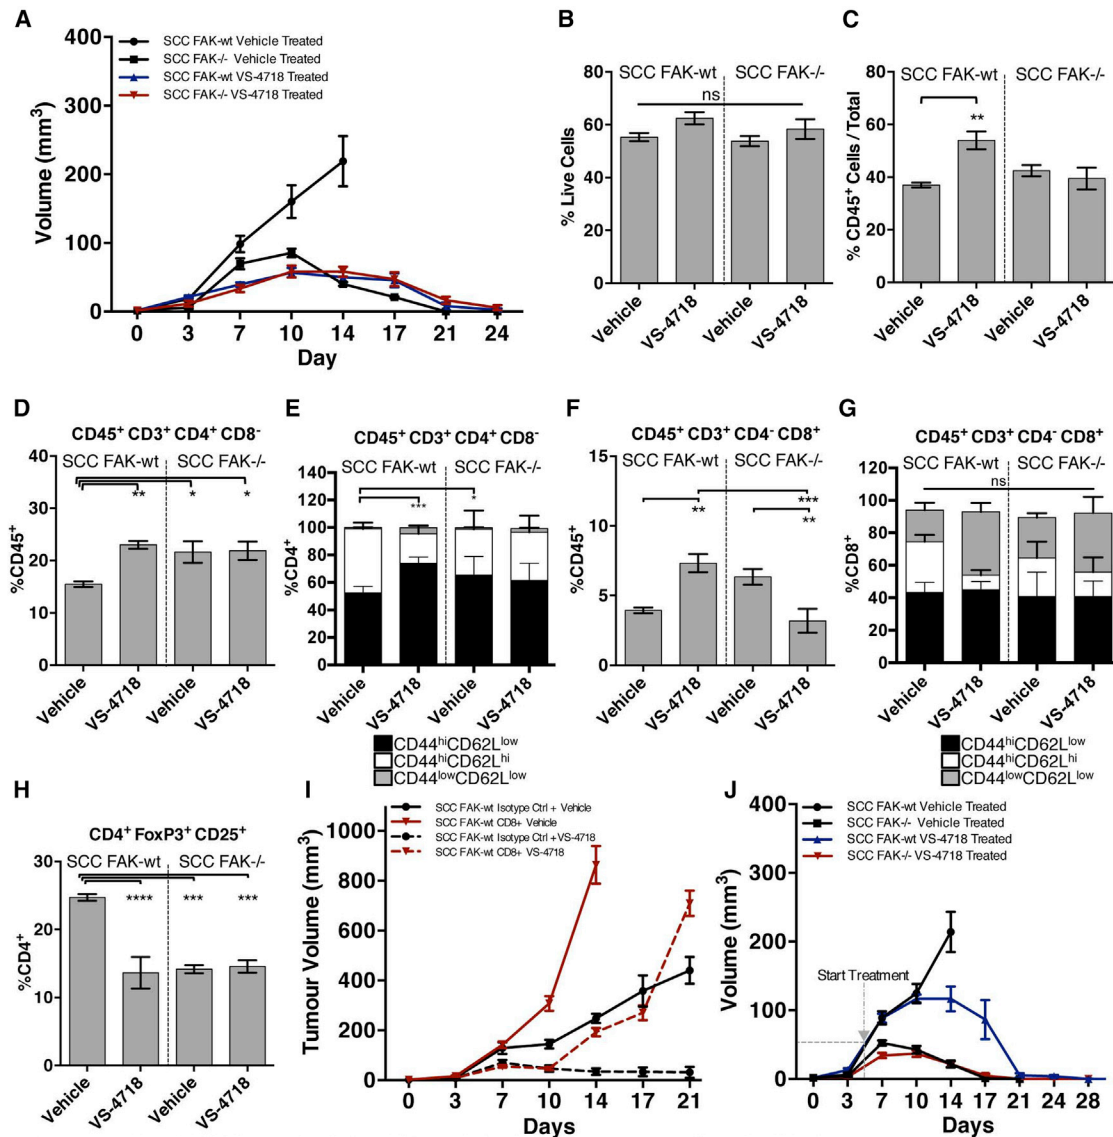 A
SCC FAK-wt Vehicle Treated
SCC FAK-/- Vehicle Treated
SCC FAK-wt VS-4718 Treated
SCC FAK-/- VS-4718 Treated
Volume (mm³)
400
300
200
100
0
0 3 7 10 14 17 21 24
Day
B
SCC FAK-wt SCC FAK-/-
ns
% Live Cells
80
60
40
20
0
Vehicle
VS-4718
Vehicle
VS-4718
C
SCC FAK-wt SCC FAK-/-
**
% CD45⁺ Cells / Total
80
60
40
20
0
Vehicle
VS-4718
Vehicle
VS-4718
D
CD45⁺ CD3⁺ CD4⁺ CD8⁻
SCC FAK-wt SCC FAK-/-
** * *
%CD45⁺
40
30
20
10
0
Vehicle
VS-4718
Vehicle
VS-4718
E
CD45⁺ CD3⁺ CD4⁺ CD8⁻
SCC FAK-wt SCC FAK-/-
*** *
%CD4⁺
140
120
100
80
60
40
20
0
Vehicle
VS-4718
Vehicle
VS-4718
CD44ʰⁱCD62Lˡᵒʷ
CD44ʰⁱCD62Lʰⁱ
CD44ˡᵒʷCD62Lˡᵒʷ
F
CD45⁺ CD3⁺ CD4⁻ CD8⁺
SCC FAK-wt SCC FAK-/-
***
** **
%CD45⁺
15
10
5
0
Vehicle
VS-4718
Vehicle
VS-4718
G
CD45⁺ CD3⁺ CD4⁻ CD8⁺
SCC FAK-wt SCC FAK-/-
ns
%CD8⁺
120
100
80
60
40
20
0
Vehicle
VS-4718
Vehicle
VS-4718
CD44ʰⁱCD62Lˡᵒʷ
CD44ʰⁱCD62Lʰⁱ
CD44ˡᵒʷCD62Lˡᵒʷ
H
CD4⁺ FoxP3⁺ CD25⁺
SCC FAK-wt SCC FAK-/-
**** *** ***
%CD4⁺
30
20
10
0
Vehicle
VS-4718
Vehicle
VS-4718
I
SCC FAK-wt Isotype Ctrl + Vehicle
SCC FAK-wt CD8+ Vehicle
SCC FAK-wt Isotype Ctrl +VS-4718
SCC FAK-wt CD8+ VS-4718
Tumour Volume (mm³)
1000
800
600
400
200
0
0 3 7 10 14 17 21
Days
J
SCC FAK-wt Vehicle Treated
SCC FAK-/- Vehicle Treated
SCC FAK-wt VS-4718 Treated
SCC FAK-/- VS-4718 Treated
Start Treatment
Volume (mm³)
400
300
200
100
0
0 3 7 10 14 17 21 24 28
Days